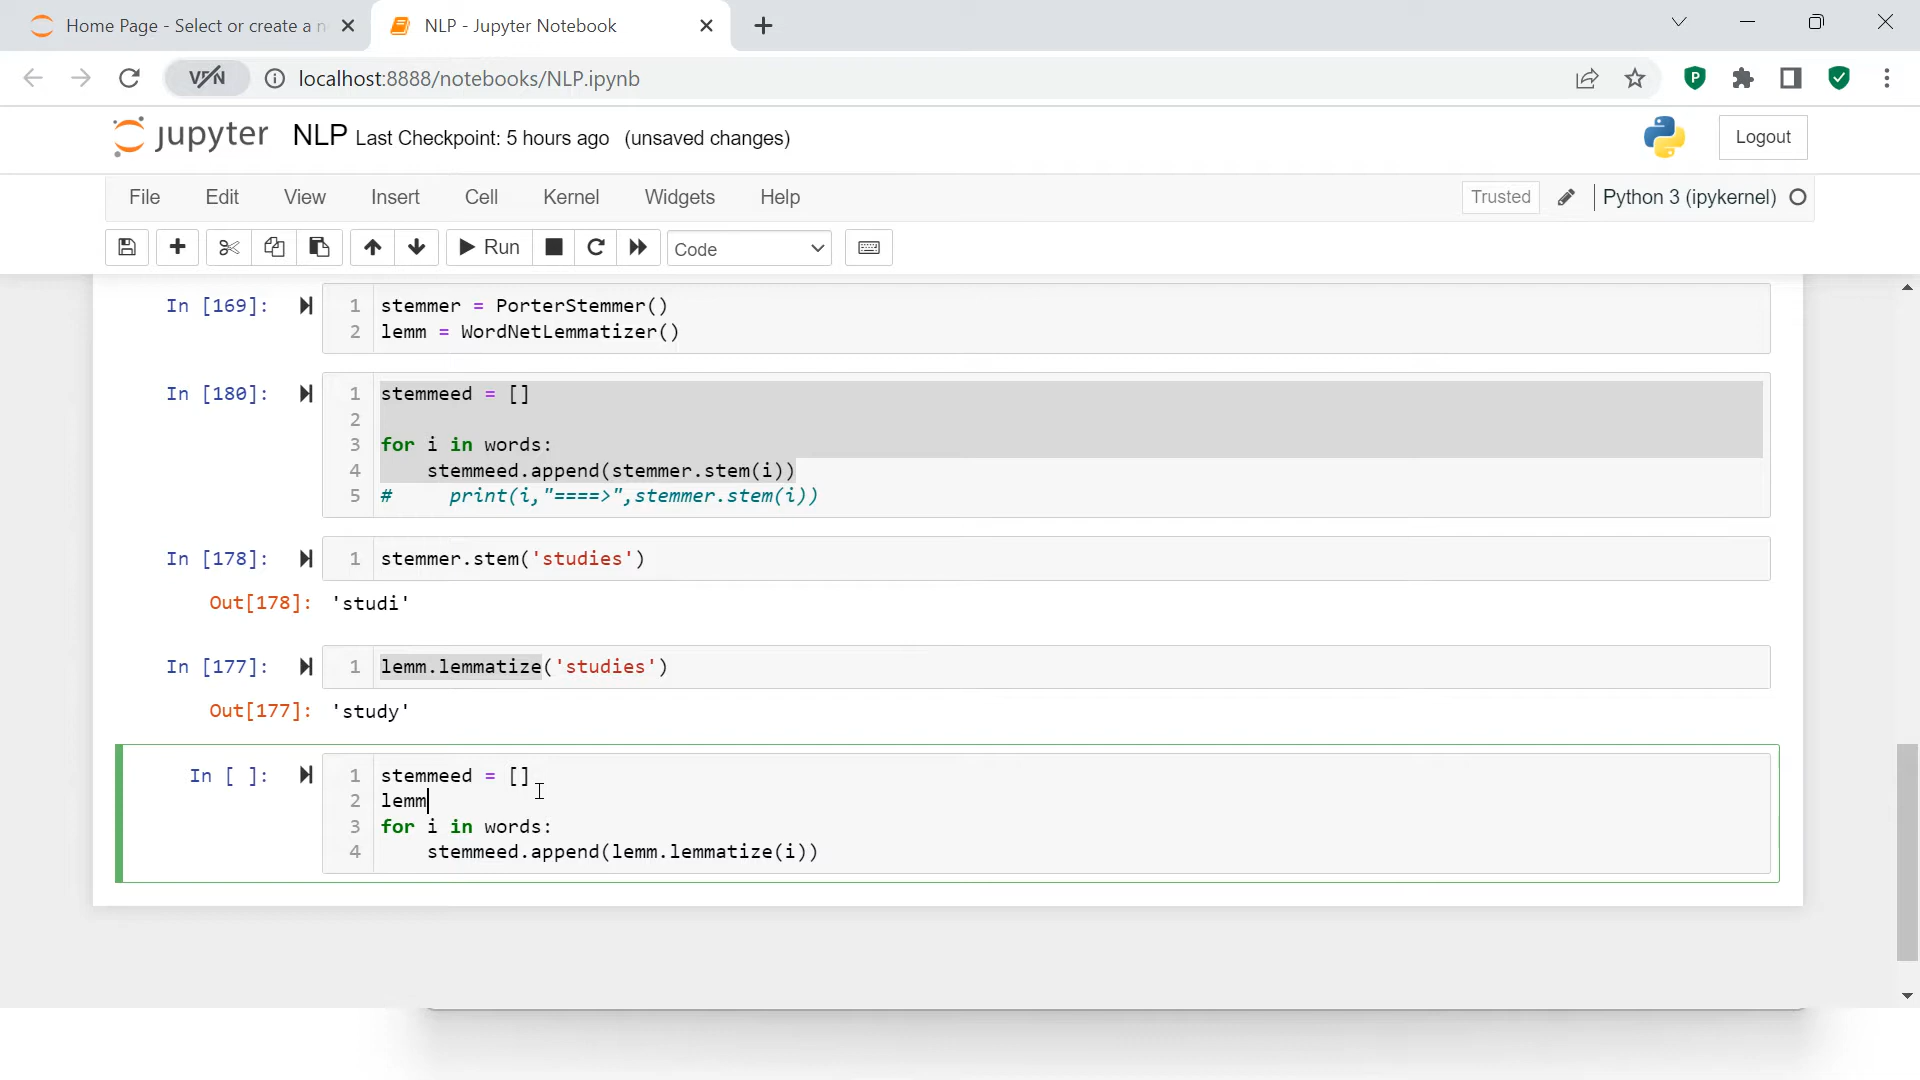 Home Page - Select or create a n
NLP - Jupyter Notebook
VPN
localhost:8888/notebooks/NLP.ipynb
jupyter NLP Last Checkpoint: 5 hours ago (unsaved changes)
Logout
File Edit View Insert Cell Kernel Widgets Help
Trusted Python 3 (ipykernel)
Run
Code
In [169]:
1 stemmer = PorterStemmer()
2 lemm = WordNetLemmatizer()
In [180]:
1 stemmeed = []
2
3 for i in words:
4     stemmeed.append(stemmer.stem(i))
5 #     print(i,"====>",stemmer.stem(i))
In [178]:
1 stemmer.stem('studies')
Out[178]: 'studi'
In [177]:
1 lemm.lemmatize('studies')
Out[177]: 'study'
In [ ]:
1 stemmeed = []
2 lemm
3 for i in words:
4     stemmeed.append(lemm.lemmatize(i))